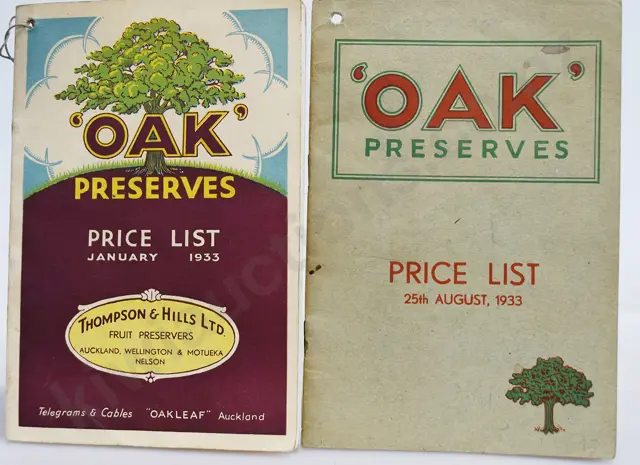 'OAK'
PRESERVES
PRICE LIST
JANUARY 1933
THOMPSON & HILLS LTD.
FRUIT PRESERVERS
AUCKLAND, WELLINGTON & MOTUEKA
NELSON
Telegrams & Cables "OAKLEAF" Auckland
'OAK'
PRESERVES
PRICE LIST
25th AUGUST, 1933